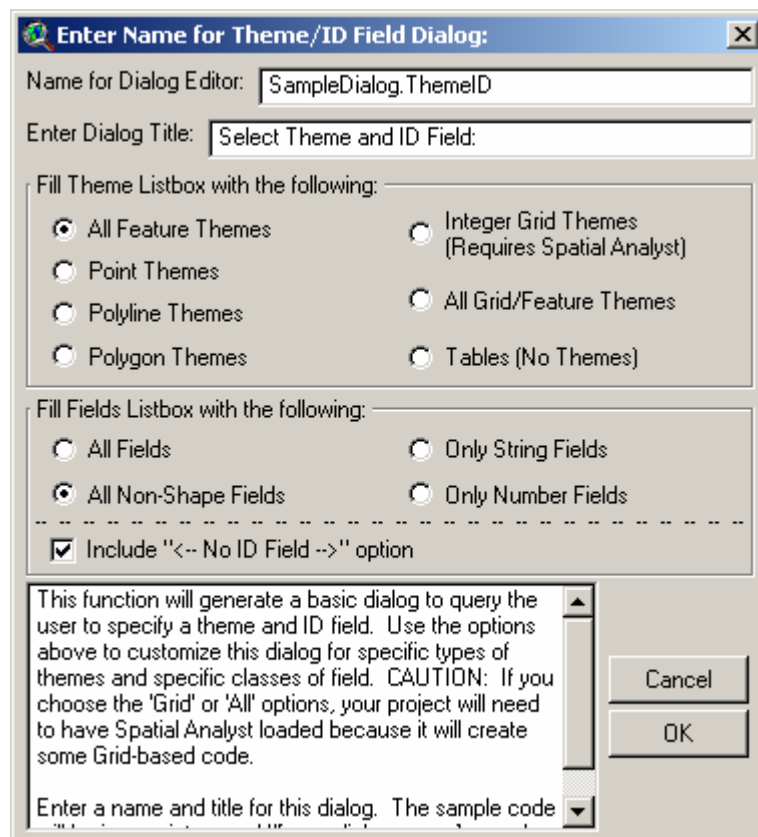 Enter Name for Theme/ID Field Dialog:
Name for Dialog Editor: SampleDialog.ThemeID
Enter Dialog Title: Select Theme and ID Field:
Fill Theme Listbox with the following:
All Feature Themes
Point Themes
Polyline Themes
Polygon Themes
Integer Grid Themes
(Requires Spatial Analyst)
All Grid/Feature Themes
Tables (No Themes)
Fill Fields Listbox with the following:
All Fields
All Non-Shape Fields
Only String Fields
Only Number Fields
Include "<-- No ID Field -->" option
This function will generate a basic dialog to query the
user to specify a theme and ID field. Use the options
above to customize this dialog for specific types of
themes and specific classes of field. CAUTION: If you
choose the 'Grid' or 'All' options, your project will need
to have Spatial Analyst loaded because it will create
some Grid-based code.
Enter a name and title for this dialog. The sample code
Cancel
OK